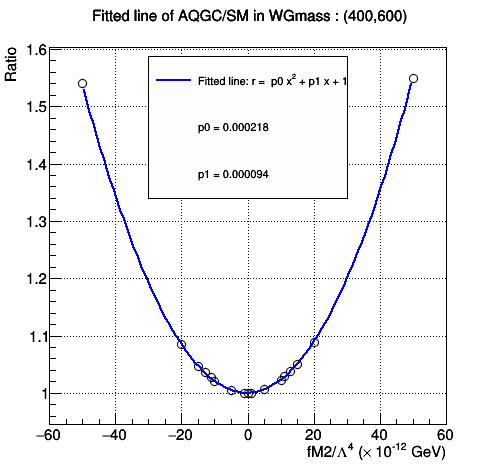 Fitted line of AQGC/SM in WGmass : (400,600)
Ratio
1.6
1.5
1.4
1.3
1.2
1.1
1
Fitted line: r = p0 x² + p1 x + 1
p0 = 0.000218
p1 = 0.000094
−60 −40 −20 0 20 40 60
fM2/Λ⁴ (× 10⁻¹² GeV)